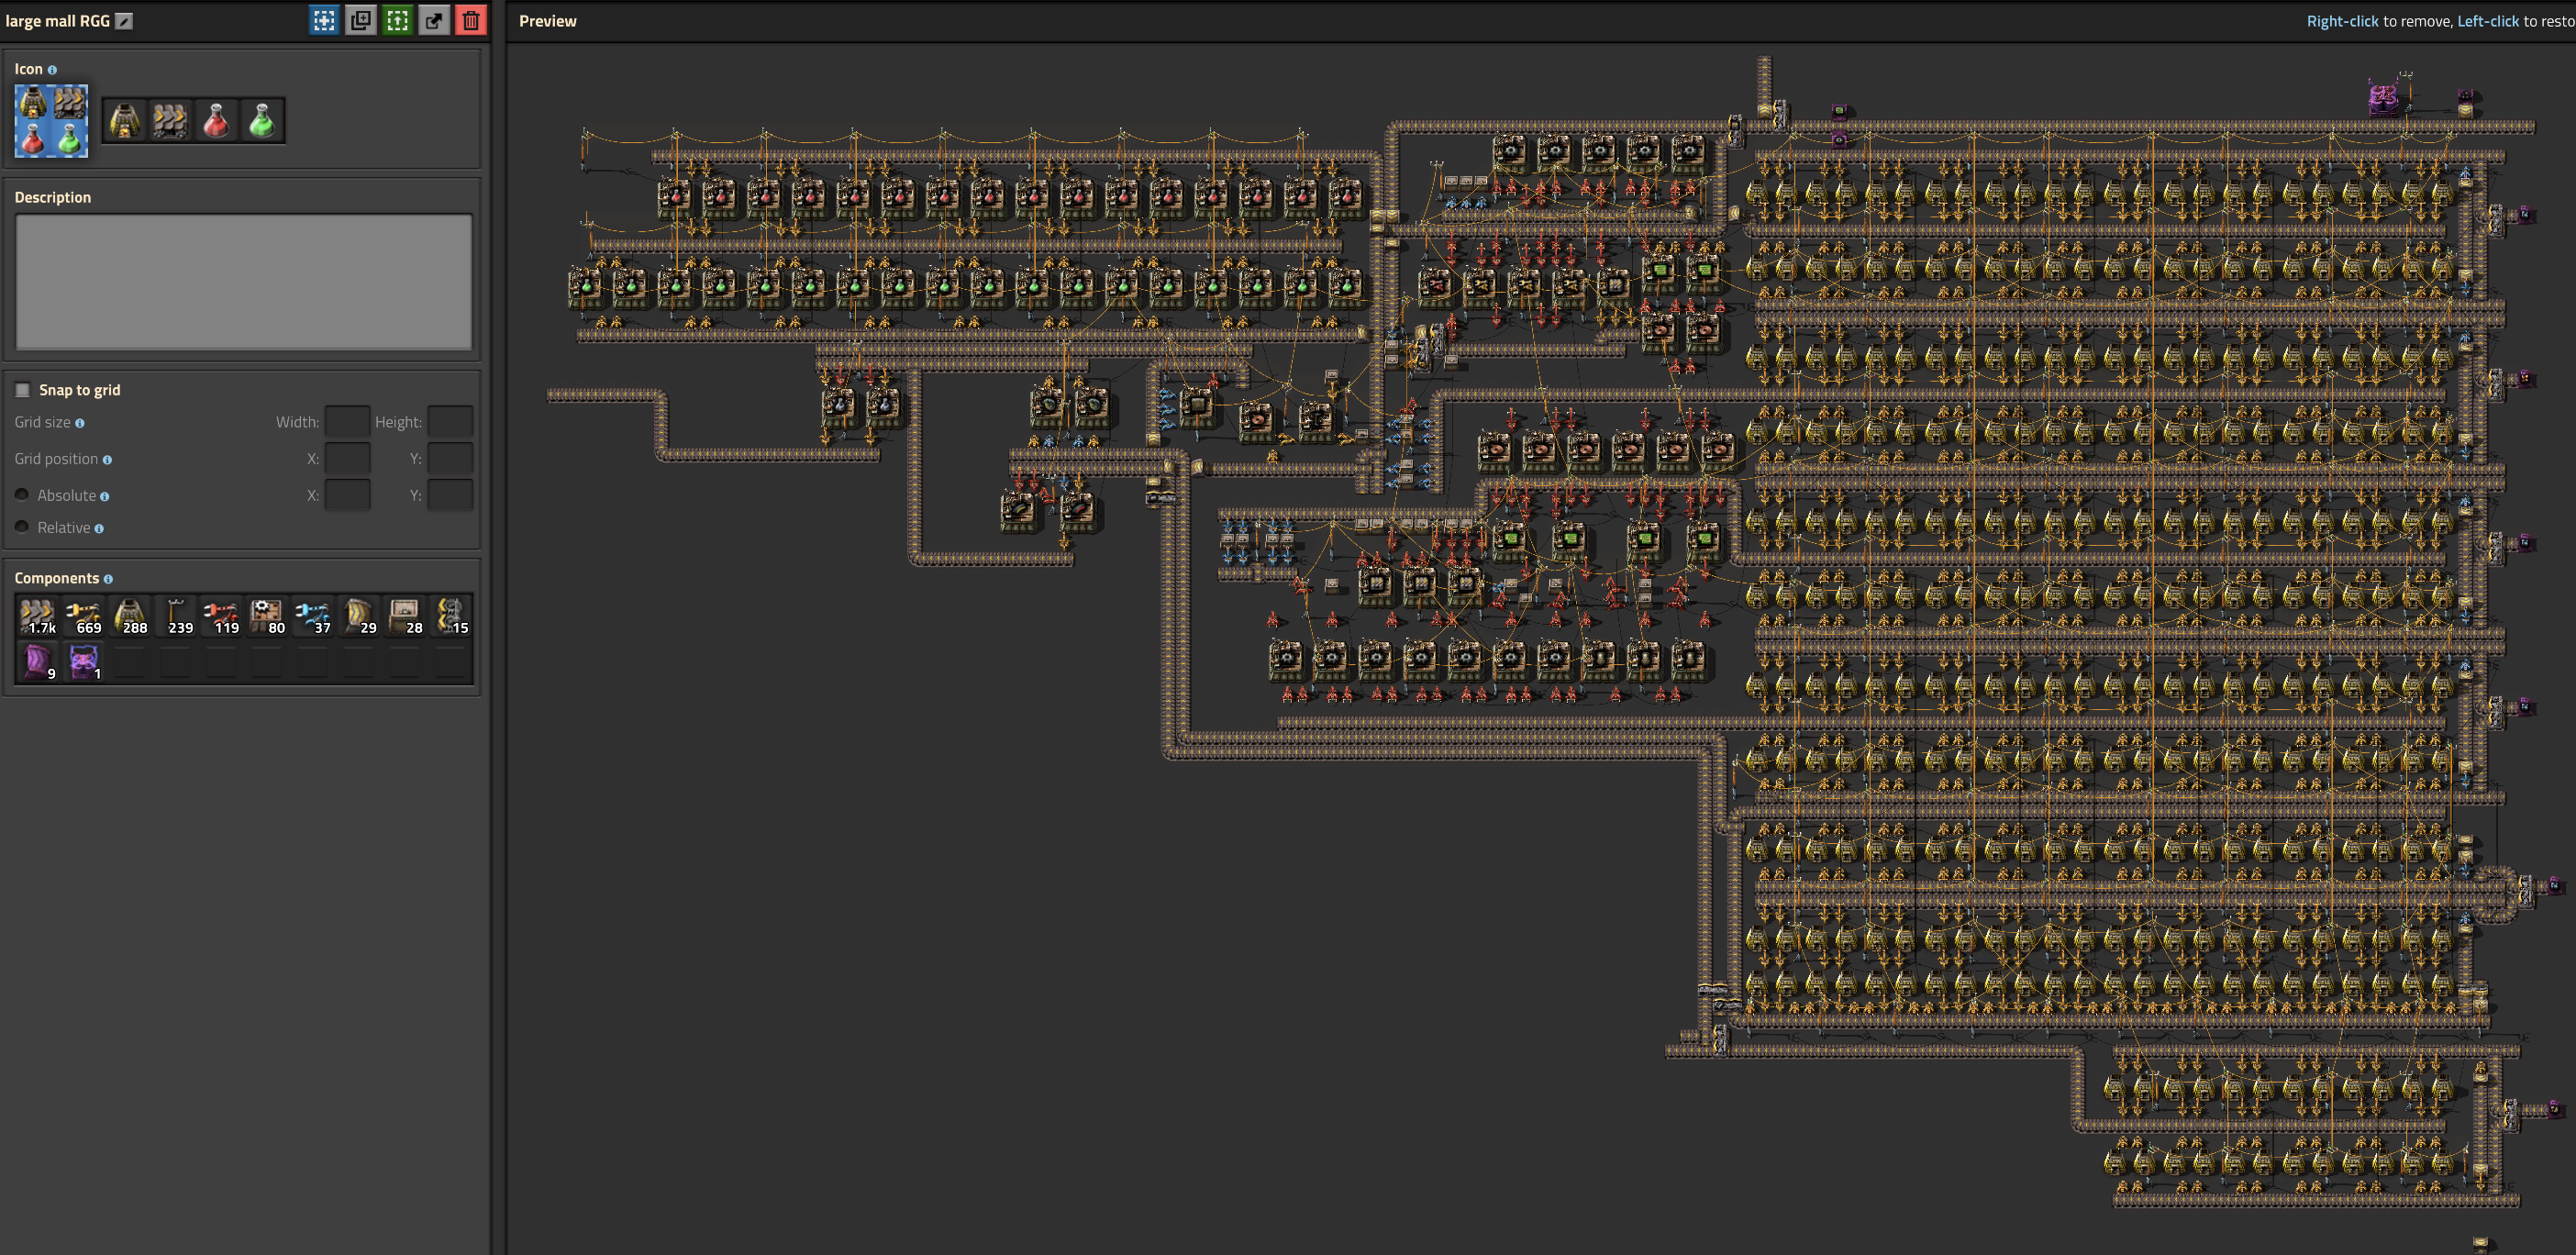 large mall RGG
Preview
Right-click to remove, Left-click to resto
Icon
Description
Snap to grid
Grid size Width: Height:
Grid position X: Y:
Absolute X: Y:
Relative
Components
1.7k 669 288 239 119 80 37 29 28 15
9 1